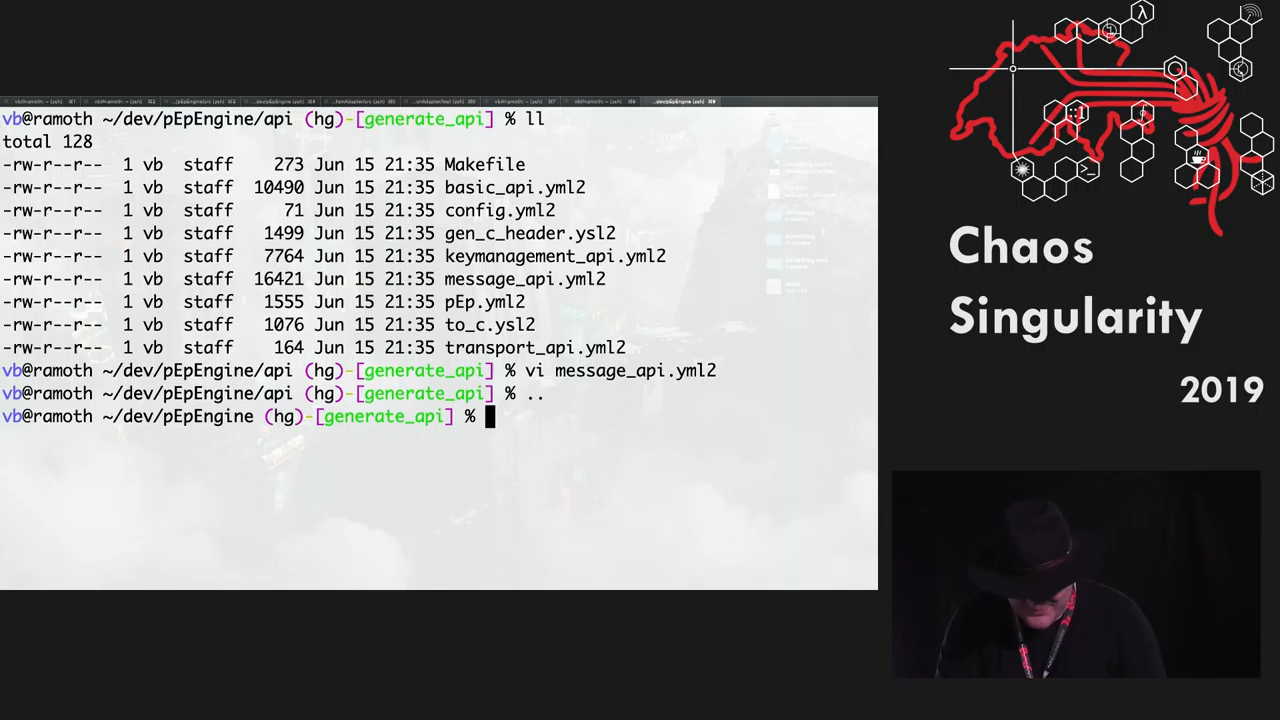 vb@ramoth ~/dev/pEpEngine/api (hg)-[generate_api] % ll
total 128
-rw-r--r-- 1 vb staff 273 Jun 15 21:35 Makefile
-rw-r--r-- 1 vb staff 10490 Jun 15 21:35 basic_api.yml2
-rw-r--r-- 1 vb staff 71 Jun 15 21:35 config.yml2
-rw-r--r-- 1 vb staff 1499 Jun 15 21:35 gen_c_header.ysl2
-rw-r--r-- 1 vb staff 7764 Jun 15 21:35 keymanagement_api.yml2
-rw-r--r-- 1 vb staff 16421 Jun 15 21:35 message_api.yml2
-rw-r--r-- 1 vb staff 1555 Jun 15 21:35 pEp.yml2
-rw-r--r-- 1 vb staff 1076 Jun 15 21:35 to_c.ysl2
-rw-r--r-- 1 vb staff 164 Jun 15 21:35 transport_api.yml2
vb@ramoth ~/dev/pEpEngine/api (hg)-[generate_api] % vi message_api.yml2
vb@ramoth ~/dev/pEpEngine/api (hg)-[generate_api] % ..
vb@ramoth ~/dev/pEpEngine (hg)-[generate_api] %
Chaos
Singularity
2019